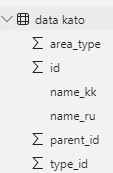 data kato
area_type
id
name_kk
name_ru
parent_id
type_id